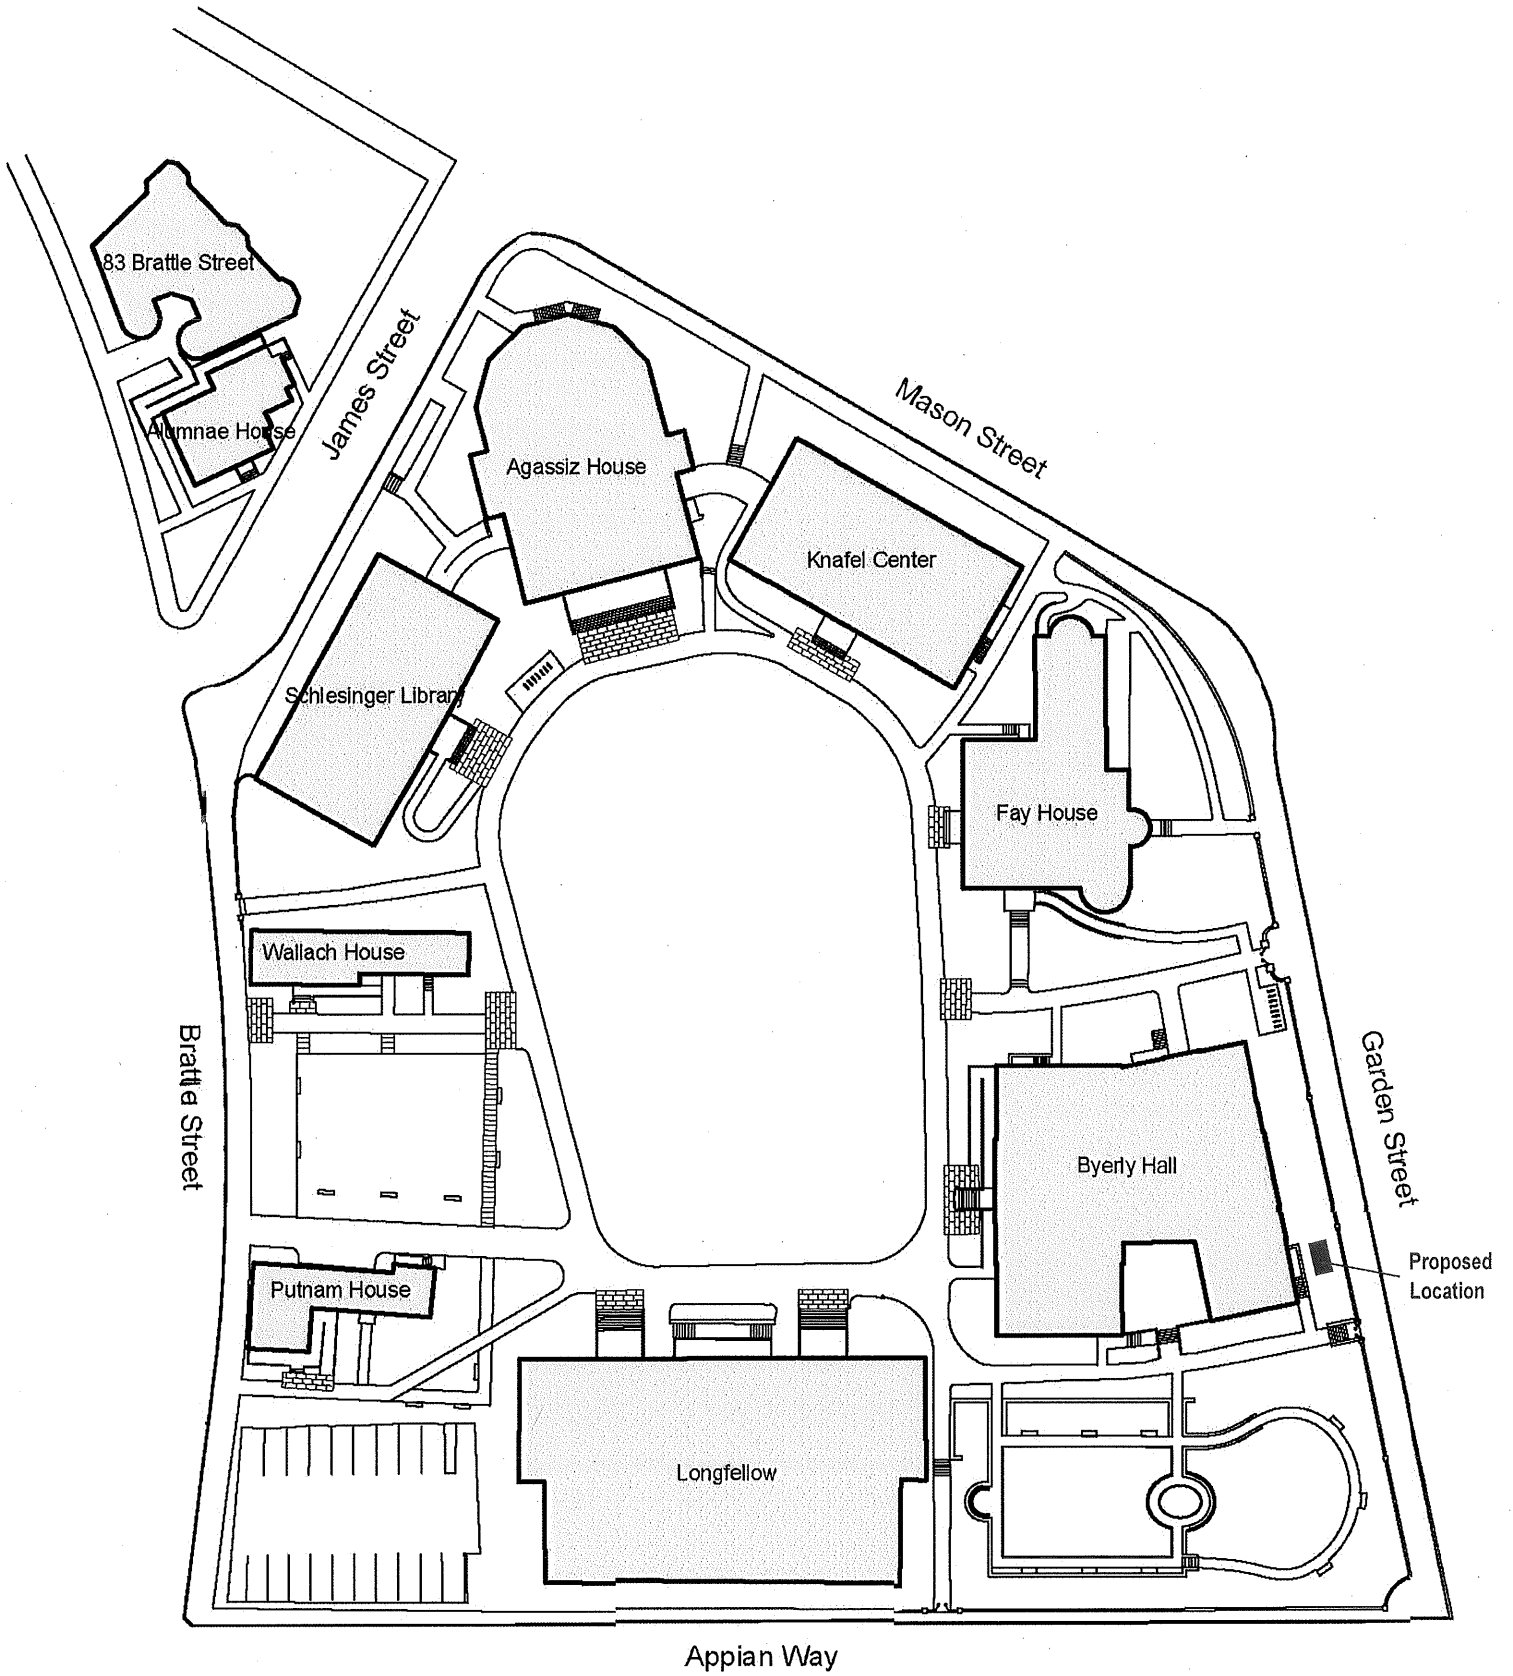 83 Brattle Street
James Street
Mason Street
Alumnae House
Agassiz House
Knafel Center
Schlesinger Library
Fay House
Wallach House
Brattle Street
Garden Street
Byerly Hall
Proposed
Location
Putnam House
Longfellow
Appian Way